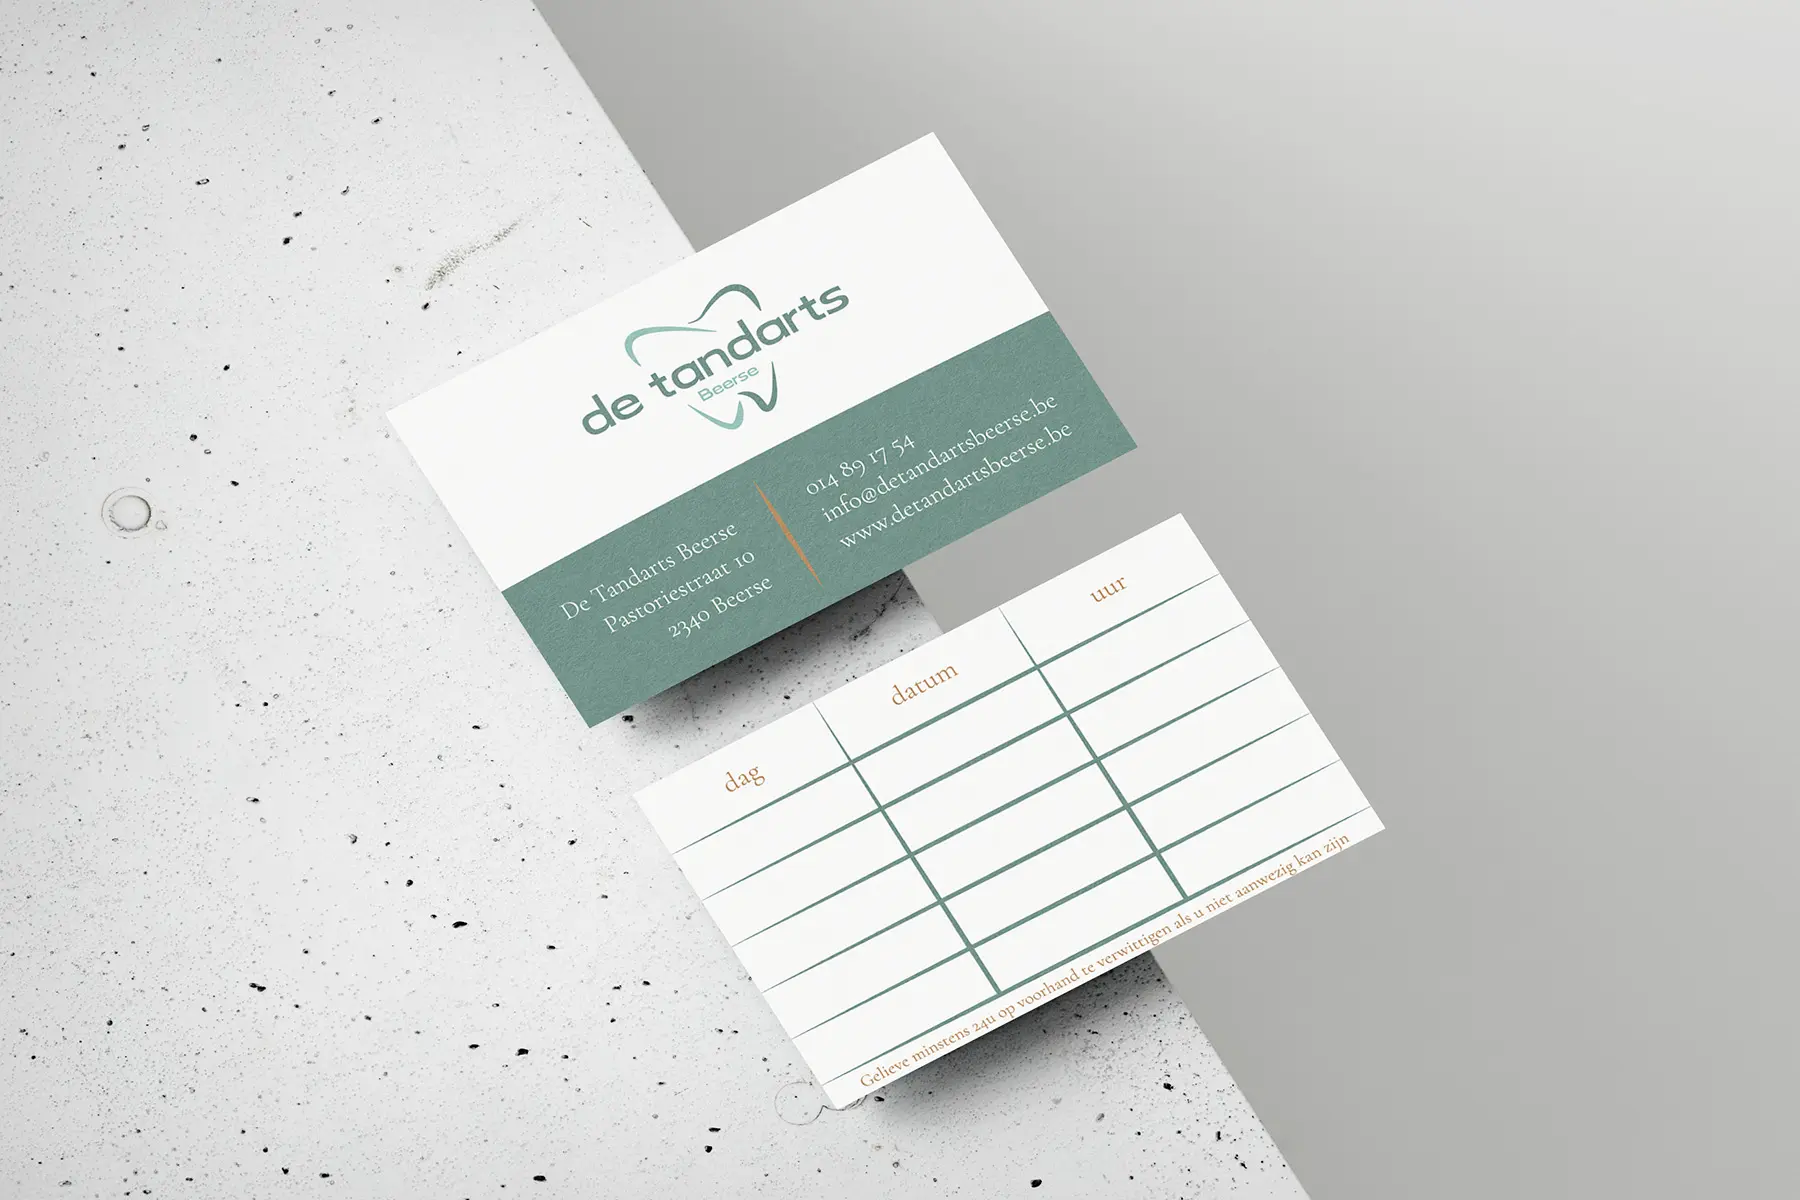 de tandarts
Beerse
De Tandarts Beerse
Pastoriestraat 10
2340 Beerse
014 89 17 54
info@detandartsbeerse.be
www.detandartsbeerse.be
dag datum uur
Gelieve minstens 24u op voorhand te verwittigen als u niet aanwezig kan zijn